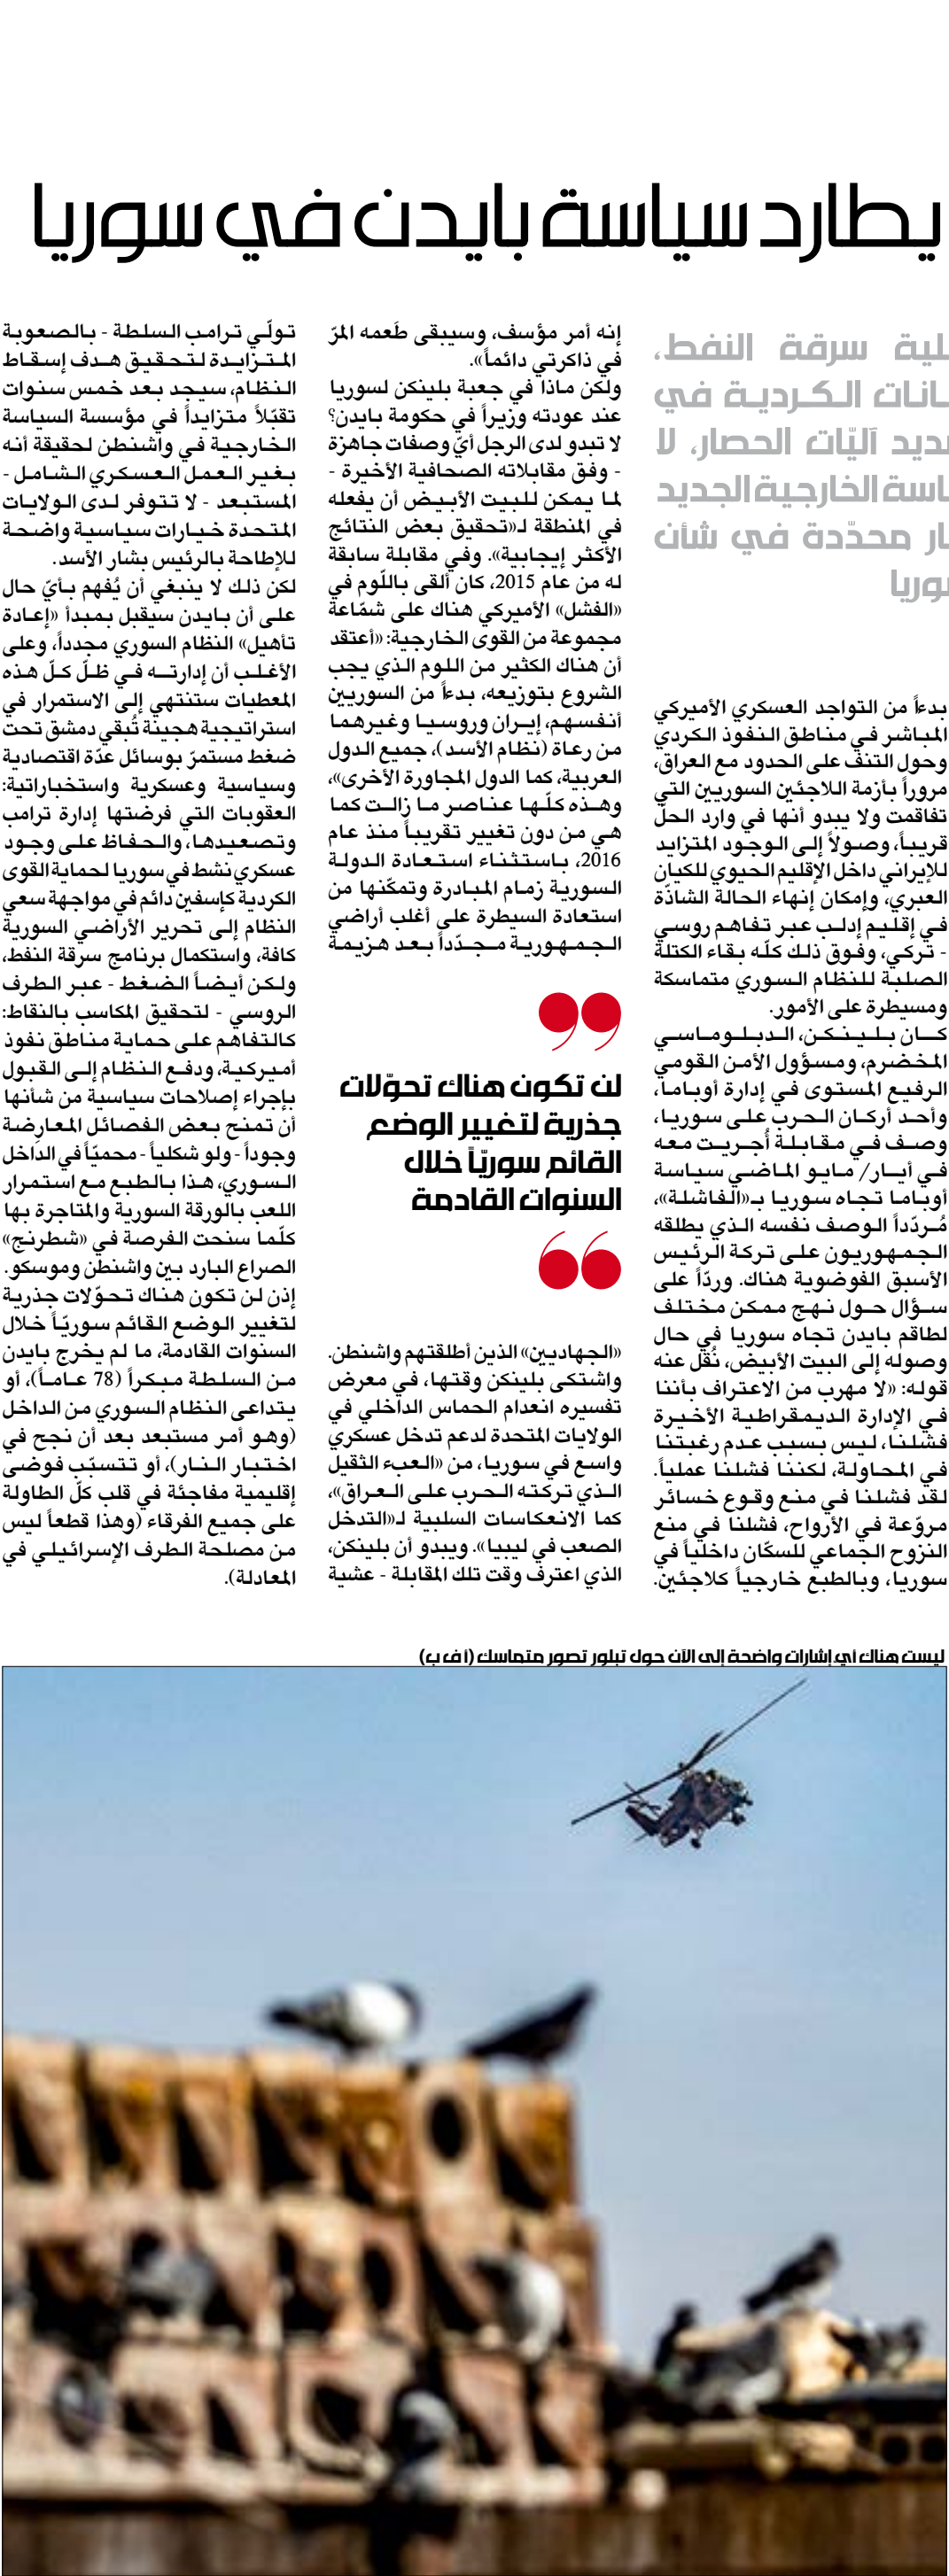 يطارد سياسة بايدن في سوريا
سرقة النفط،
الكردية في
آليّات الحصار، لا
الخارجية الجديد
محدّدة في شأن
بدءاً من التواجد العسكري الأميركي
المباشر في مناطق النفوذ الكردي
وحول التنف على الحدود مع العراق،
مروراً بأزمة اللاجئين السوريين التي
تفاقمت ولا يبدو أنها في وارد الحلّ
قريباً، وصولاً إلى الوجود المتزايد
للإيراني داخل الإقليم الحيوي للكيان
العبري، وإمكان إنهاء الحالة الشاذّة
في إقليم إدلب عبر تفاهم روسي
- تركي، وفوق ذلك كلّه بقاء الكتلة
الصلبة للنظام السوري متماسكة
ومسيطرة على الأمور.
كان بلينكن، الدبلوماسي
المخضرم، ومسؤول الأمن القومي
الرفيع المستوى في إدارة أوباما،
وأحد أركان الحرب على سوريا،
وصف في مقابلة أُجريت معه
في أيار/ مايو الماضي سياسة
أوباما تجاه سوريا بـ«الفاشلة»،
مُردّداً الوصف نفسه الذي يطلقه
الجمهوريون على تركة الرئيس
الأسبق الفوضوية هناك. وردّاً على
سؤال حول نهج ممكن مختلف
لطاقم بايدن تجاه سوريا في حال
وصوله إلى البيت الأبيض، نُقل عنه
قوله: «لا مهرب من الاعتراف بأننا
في الإدارة الديمقراطية الأخيرة
فشلنا، ليس بسبب عدم رغبتنا
في المحاولة، لكننا فشلنا عملياً.
لقد فشلنا في منع وقوع خسائر
مروّعة في الأرواح، فشلنا في منع
النزوح الجماعي للسكّان داخلياً في
سوريا، وبالطبع خارجياً كلاجئين.
إنه أمر مؤسف، وسيبقى طَعمه المرّ
في ذاكرتي دائماً».
ولكن ماذا في جعبة بلينكن لسوريا
عند عودته وزيراً في حكومة بايدن؟
لا تبدو لدى الرجل أيّ وصفات جاهزة
- وفق مقابلاته الصحافية الأخيرة -
لما يمكن للبيت الأبيض أن يفعله
في المنطقة لـ«تحقيق بعض النتائج
الأكثر إيجابية». وفي مقابلة سابقة
له من عام 2015، كان ألقى باللّوم في
«الفشل» الأميركي هناك على شمّاعة
مجموعة من القوى الخارجية: «أعتقد
أن هناك الكثير من اللوم الذي يجب
الشروع بتوزيعه، بدءاً من السوريين
أنفسهم، إيران وروسيا وغيرهما
من رعاة (نظام الأسد)، جميع الدول
العربية، كما الدول المجاورة الأخرى»،
وهذه كلّها عناصر ما زالت كما
هي من دون تغيير تقريباً منذ عام
2016، باستثناء استعادة الدولة
السورية زمام المبادرة وتمكّنها من
استعادة السيطرة على أغلب أراضي
الجمهورية مجدّداً بعد هزيمة
لن تكون هناك تحوّلات
جذرية لتغيير الوضع
القائم سوريّاً خلال
السنوات القادمة
«الجهاديين» الذين أطلقتهم واشنطن.
واشتكى بلينكن وقتها، في معرض
تفسيره انعدام الحماس الداخلي في
الولايات المتحدة لدعم تدخل عسكري
واسع في سوريا، من «العبء الثقيل
الذي تركته الحرب على العراق»،
كما الانعكاسات السلبية لـ«التدخل
الصعب في ليبيا». ويبدو أن بلينكن،
الذي اعترف وقت تلك المقابلة - عشية
تولّي ترامب السلطة - بالصعوبة
المتزايدة لتحقيق هدف إسقاط
النظام، سيجد بعد خمس سنوات
تقبّلاً متزايداً في مؤسسة السياسة
الخارجية في واشنطن لحقيقة أنه
بغير العمل العسكري الشامل -
المستبعد - لا تتوفر لدى الولايات
المتحدة خيارات سياسية واضحة
للإطاحة بالرئيس بشار الأسد.
لكن ذلك لا ينبغي أن يُفهم بأيّ حال
على أن بايدن سيقبل بمبدأ «إعادة
تأهيل» النظام السوري مجدداً، وعلى
الأغلب أن إدارته في ظلّ كلّ هذه
المعطيات ستنتهي إلى الاستمرار في
استراتيجية هجينة تُبقي دمشق تحت
ضغط مستمرّ بوسائل عدّة اقتصادية
وسياسية وعسكرية واستخباراتية:
العقوبات التي فرضتها إدارة ترامب
وتصعيدها، والحفاظ على وجود
عسكري نشط في سوريا لحماية القوى
الكردية كإسفين دائم في مواجهة سعي
النظام إلى تحرير الأراضي السورية
كافة، واستكمال برنامج سرقة النفط،
ولكن أيضاً الضغط - عبر الطرف
الروسي - لتحقيق المكاسب بالنقاط:
كالتفاهم على حماية مناطق نفوذ
أميركية، ودفع النظام إلى القبول
بإجراء إصلاحات سياسية من شأنها
أن تمنح بعض الفصائل المعارِضة
وجوداً - ولو شكلياً - محميّاً في الداخل
السوري، هذا بالطبع مع استمرار
اللعب بالورقة السورية والمتاجرة بها
كلّما سنحت الفرصة في «شطرنج»
الصراع البارد بين واشنطن وموسكو.
إذن لن تكون هناك تحوّلات جذرية
لتغيير الوضع القائم سوريّاً خلال
السنوات القادمة، ما لم يخرج بايدن
من السلطة مبكراً (78 عاماً)، أو
يتداعى النظام السوري من الداخل
(وهو أمر مستبعد بعد أن نجح في
اختبار النار)، أو تتسبّب فوضى
إقليمية مفاجئة في قلب كلّ الطاولة
على جميع الفرقاء (وهذا قطعاً ليس
من مصلحة الطرف الإسرائيلي في
المعادلة).
ليست هناك أي إشارات واضحة إلى الآن حول تبلور تصور متماسك (أ ف ب)